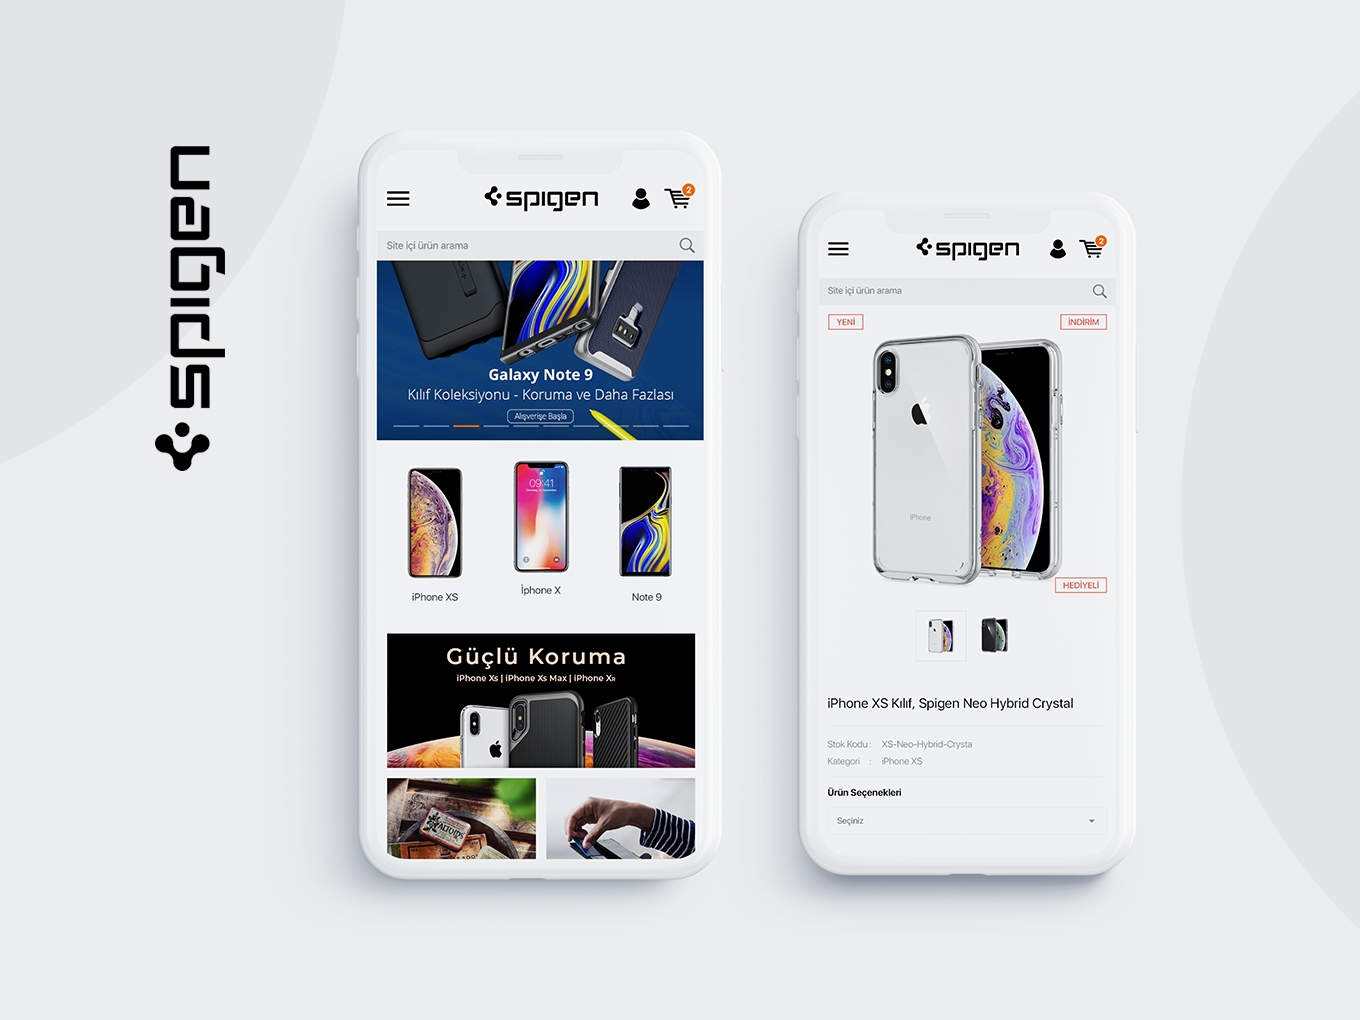 spigen
spigen
2
Site içi ürün arama
Galaxy Note 9
Kılıf Koleksiyonu - Koruma ve Daha Fazlası
Alışverişe Başla
09:41
iPhone XS
İphone X
Note 9
Güçlü Koruma
iPhone Xs | iPhone Xs Max | iPhone XR
ALTOIDS
spigen
2
Site içi ürün arama
YENİ
İNDİRİM
iPhone
HEDİYELİ
iPhone XS Kılıf, Spigen Neo Hybrid Crystal
Stok Kodu : XS-Neo-Hybrid-Crysta
Kategori : iPhone XS
Ürün Seçenekleri
Seçiniz